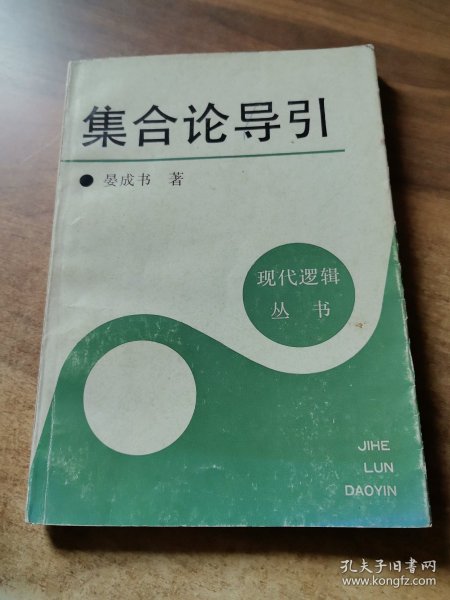 集合论导引
●晏成书 著
现代逻辑
丛书
JIHE
LUN
DAOYIN
孔夫子旧书网
www.kongfz.com